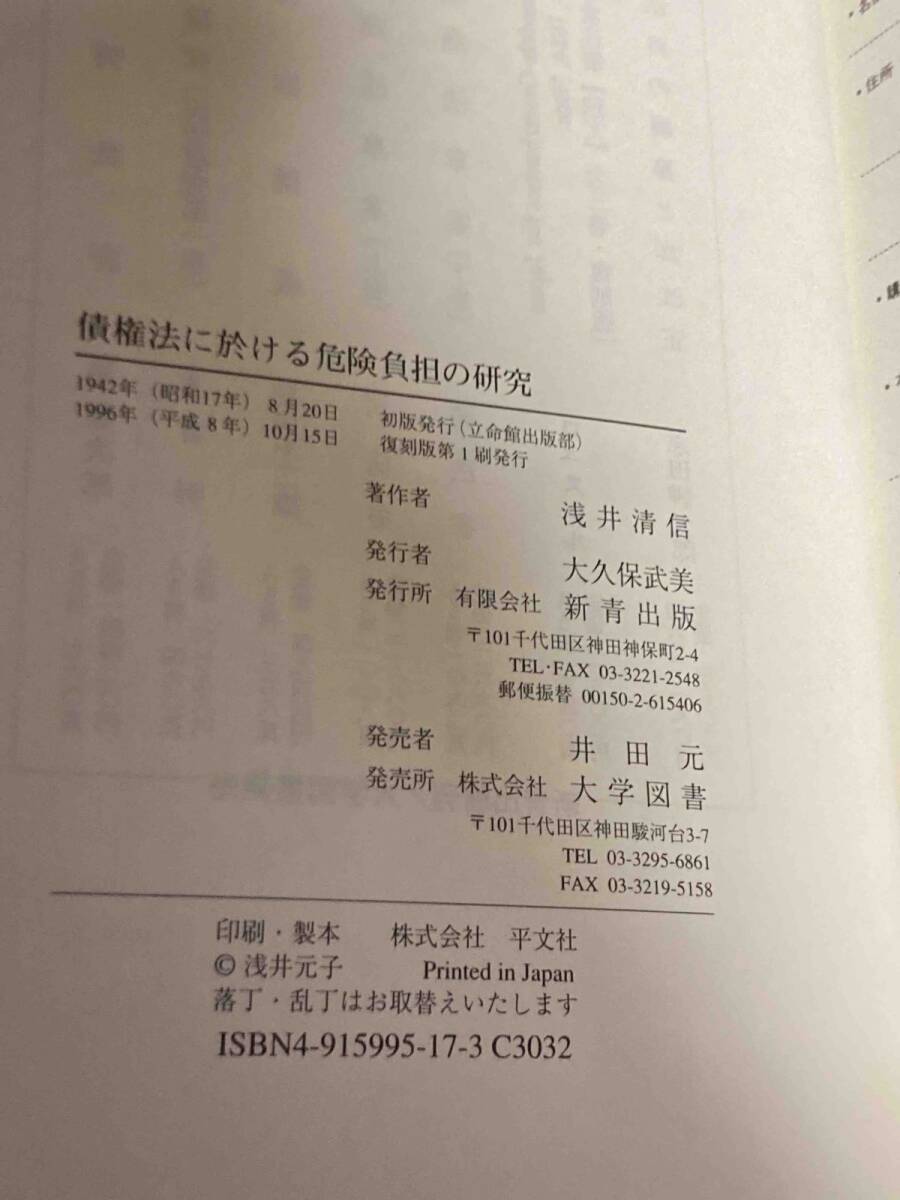 債権法に於ける危険負担の研究
1942年(昭和17年) 8月20日 初版発行(立命館出版部)
1996年(平成 8年) 10月15日 復刻版第1刷発行
著作者 浅井清信
発行者 大久保武美
発行所 有限会社 新青出版
〒101千代田区神田神保町2-4
TEL・FAX 03-3221-2548
郵便振替 00150-2-615406
発売者 井田元
発売所 株式会社 大学図書
〒101千代田区神田駿河台3-7
TEL 03-3295-6861
FAX 03-3219-5158
印刷・製本 株式会社 平文社
© 浅井元子 Printed in Japan
落丁・乱丁はお取替えいたします
ISBN4-915995-17-3 C3032
・住所